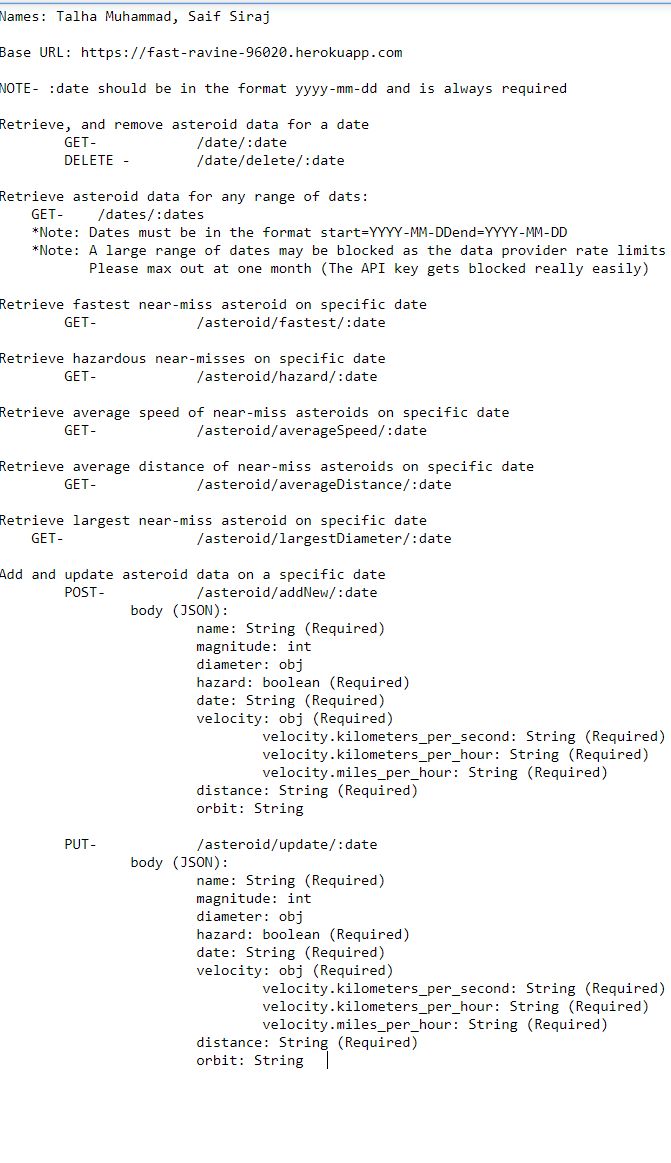 Names: Talha Muhammad, Saif Siraj
Base URL: https://fast-ravine-96020.herokuapp.com
NOTE- :date should be in the format yyyy-mm-dd and is always required
Retrieve, and remove asteroid data for a date
GET- /date/:date
DELETE - /date/delete/:date
Retrieve asteroid data for any range of dats:
GET- /dates/:dates
*Note: Dates must be in the format start=YYYY-MM-DDend=YYYY-MM-DD
*Note: A large range of dates may be blocked as the data provider rate limits
Please max out at one month (The API key gets blocked really easily)
Retrieve fastest near-miss asteroid on specific date
GET- /asteroid/fastest/:date
Retrieve hazardous near-misses on specific date
GET- /asteroid/hazard/:date
Retrieve average speed of near-miss asteroids on specific date
GET- /asteroid/averageSpeed/:date
Retrieve average distance of near-miss asteroids on specific date
GET- /asteroid/averageDistance/:date
Retrieve largest near-miss asteroid on specific date
GET- /asteroid/largestDiameter/:date
Add and update asteroid data on a specific date
POST- /asteroid/addNew/:date
body (JSON):
name: String (Required)
magnitude: int
diameter: obj
hazard: boolean (Required)
date: String (Required)
velocity: obj (Required)
velocity.kilometers_per_second: String (Required)
velocity.kilometers_per_hour: String (Required)
velocity.miles_per_hour: String (Required)
distance: String (Required)
orbit: String
PUT- /asteroid/update/:date
body (JSON):
name: String (Required)
magnitude: int
diameter: obj
hazard: boolean (Required)
date: String (Required)
velocity: obj (Required)
velocity.kilometers_per_second: String (Required)
velocity.kilometers_per_hour: String (Required)
velocity.miles_per_hour: String (Required)
distance: String (Required)
orbit: String